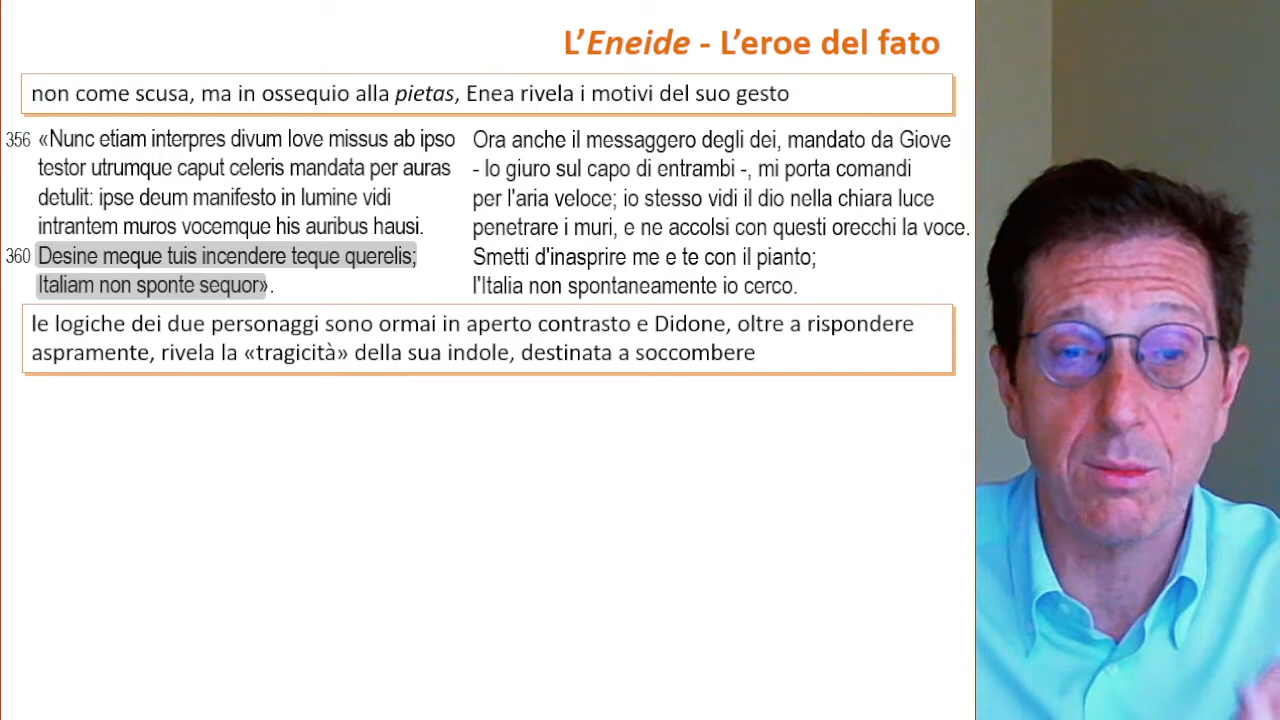 L'Eneide - L'eroe del fato
non come scusa, ma in ossequio alla pietas, Enea rivela i motivi del suo gesto
356 «Nunc etiam interpres divum Iove missus ab ipso
testor utrumque caput celeris mandata per auras
detulit: ipse deum manifesto in lumine vidi
intrantem muros vocemque his auribus hausi.
360 Desine meque tuis incendere teque querelis;
Italiam non sponte sequor».
Ora anche il messaggero degli dei, mandato da Giove
- lo giuro sul capo di entrambi -, mi porta comandi
per l'aria veloce; io stesso vidi il dio nella chiara luce
penetrare i muri, e ne accolsi con questi orecchi la voce.
Smetti d'inasprire me e te con il pianto;
l'Italia non spontaneamente io cerco.
le logiche dei due personaggi sono ormai in aperto contrasto e Didone, oltre a rispondere
aspramente, rivela la «tragicità» della sua indole, destinata a soccombere